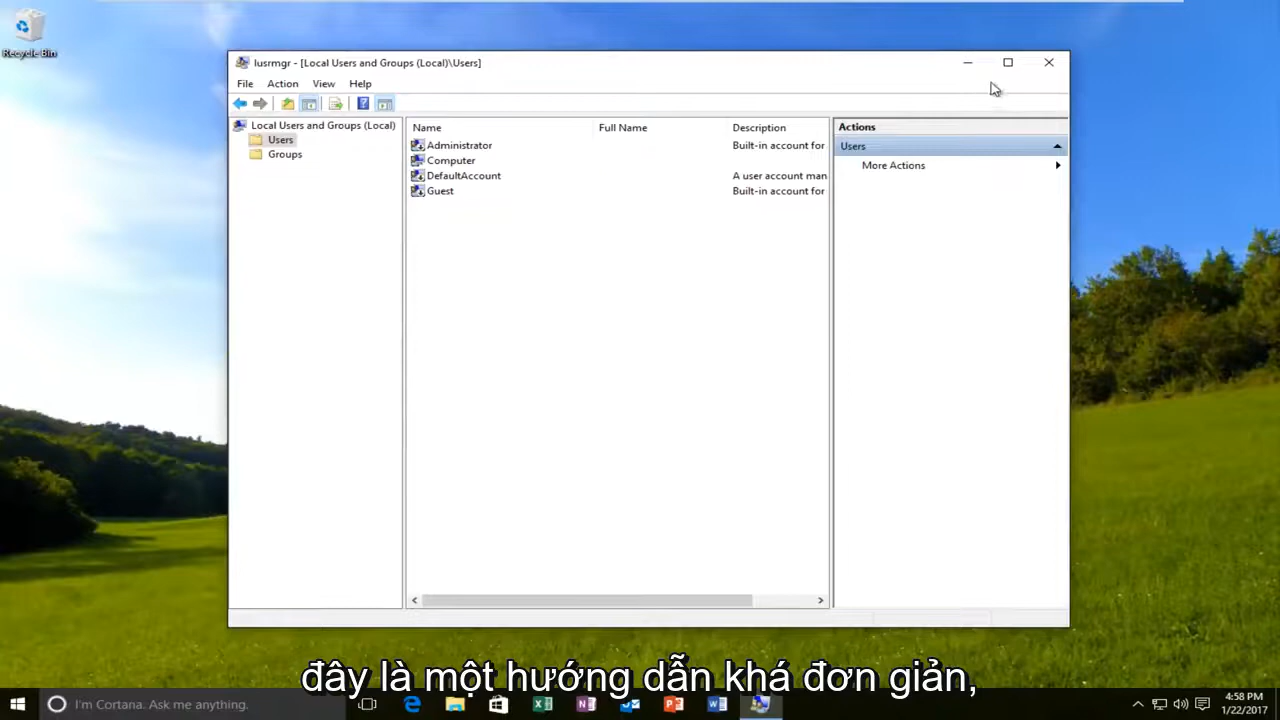 Recycle Bin
lusrmgr - [Local Users and Groups (Local)\Users]
File Action View Help
Local Users and Groups (Local)
Users
Groups
Name Full Name Description
Administrator Built-in account for
Computer
DefaultAccount A user account man
Guest Built-in account for
Actions
Users
More Actions
đây là một hướng dẫn khá đơn giản,
I'm Cortana. Ask me anything.
4:58 PM
1/22/2017